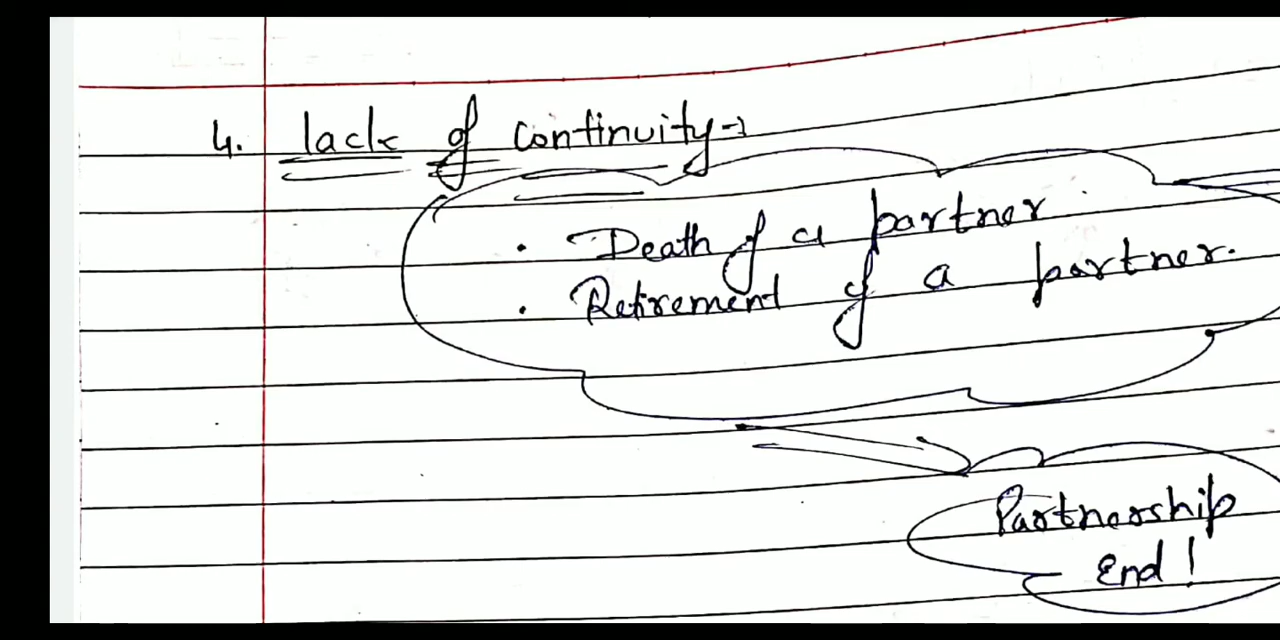 4. lack of continuity→
• Death of a partner
• Retirement of a partner.
Partnership
End!